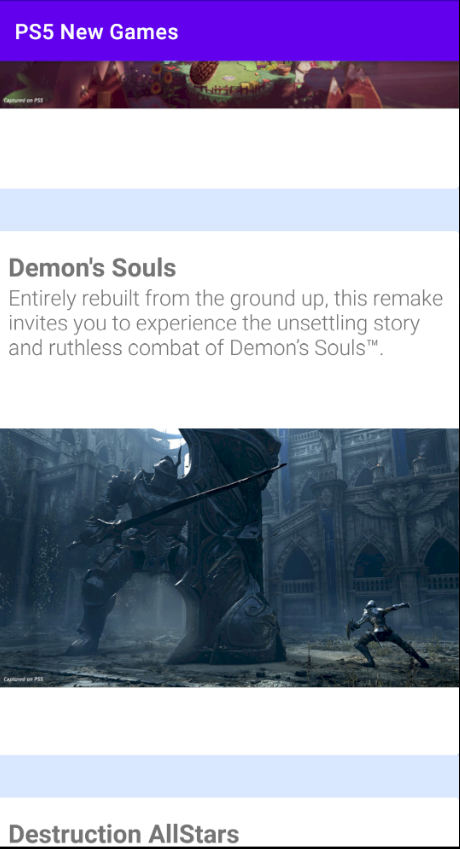 PS5 New Games
Captured on PS5
Demon's Souls
Entirely rebuilt from the ground up, this remake
invites you to experience the unsettling story
and ruthless combat of Demon’s Souls™.
Captured on PS5
Destruction AllStars